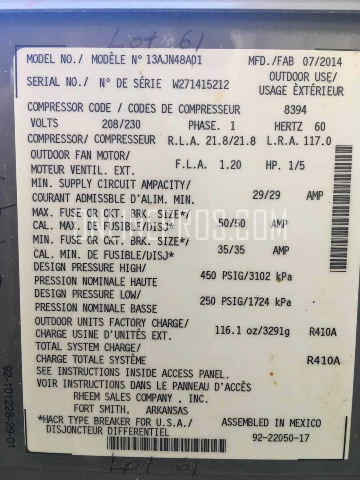 Lot 61
MODEL NO./ MODÈLE N° 13AJN48A01 MFD./FAB 07/2014
SERIAL NO./ N° DE SÉRIE W271415212 OUTDOOR USE/
USAGE ÈXTÉRIEUR
COMPRESSOR CODE / CODES DE COMPRESSEUR 8394
VOLTS 208/230 PHASE. 1 HERTZ 60
COMPRESSOR/ COMPRESSEUR R.L.A. 21.8/21.8 L.R.A. 117.0
OUTDOOR FAN MOTOR/
MOTEUR VENTIL. EXT. F.L.A. 1.20 HP. 1/5
MIN. SUPPLY CIRCUIT AMPACITY/
COURANT ADMISSBLE D'ALIM. MIN. 29/29 AMP
MAX. FUSE OR CKT. BRK. SIZE*/
CAL. MAX. DE FUSIBLE/DISJ* 50/50 AMP
MIN. FUSE OR CKT. BRK. SIZE*/
CAL. MIN. DE FUSIBLE/DISJ* 35/35 AMP
DESIGN PRESSURE HIGH/
PRESSION NOMINALE HAUTE 450 PSIG/3102 kPa
DESIGN PRESSURE LOW/
PRESSION NOMINALE BASSE 250 PSIG/1724 kPa
OUTDOOR UNITS FACTORY CHARGE/
CHARGE USINE D'UNITÉS EXT. 116.1 oz/3291g R410A
TOTAL SYSTEM CHARGE/
CHARGE TOTALE SYSTÈME R410A
SEE INSTRUCTIONS INSIDE ACCESS PANEL
VOIR INSTRUCTIONS DANS LE PANNEAU D'ACCÈS
RHEEM SALES COMPANY , INC.
FORT SMITH, ARKANSAS
*HACR TYPE BREAKER FOR U.S.A./ ASSEMBLED IN MEXICO
DISJONCTEUR DIFFERENTIEL 92-22050-17
92-101228-29-01